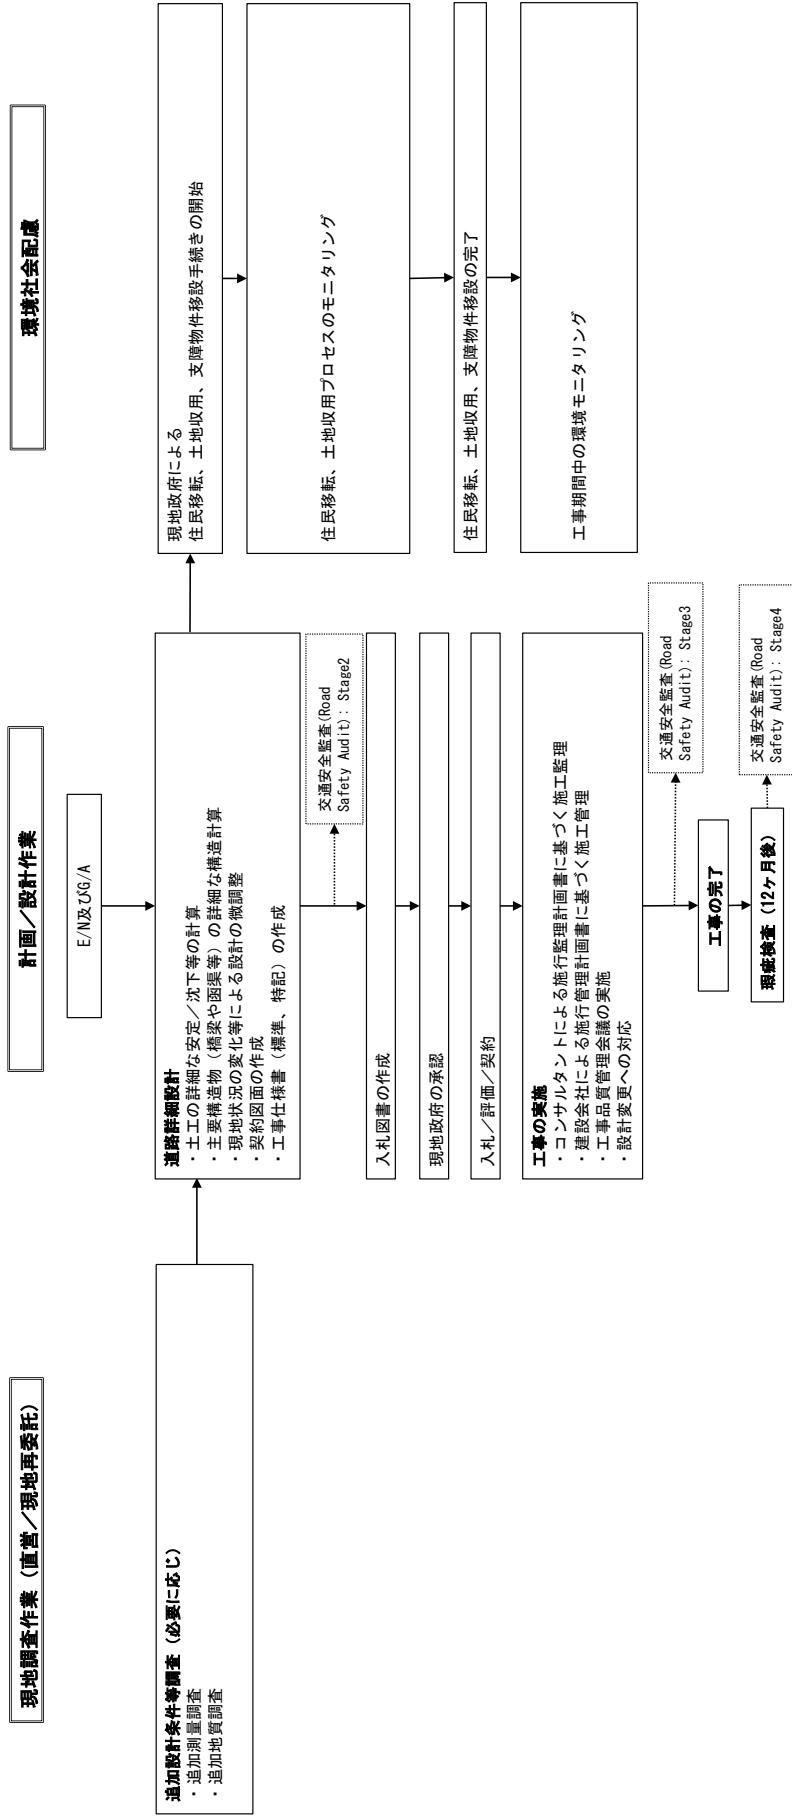 現地調査作業（直営／現地再委託）
計画／設計作業
環境社会配慮
追加設計条件等調査（必要に応じ）
・追加測量調査
・追加地質調査
E/N及びG/A
道路詳細設計
・土工の詳細な安定／沈下等の計算
・主要構造物（橋梁や函渠等）の詳細な構造計算
・現地状況の変化等による設計の微調整
・契約図面の作成
・工事仕様書（標準、特記）の作成
交通安全監査(Road
Safety Audit): Stage2
入札図書の作成
現地政府の承認
入札／評価／契約
工事の実施
・コンサルタントによる施行監理計画書に基づく施工監理
・建設会社による施行管理計画書に基づく施工管理
・工事品質管理会議の実施
・設計変更への対応
交通安全監査(Road
Safety Audit): Stage3
工事の完了
瑕疵検査（12ヶ月後）
交通安全監査(Road
Safety Audit): Stage4
現地政府による
住民移転、土地収用、支障物件移設手続きの開始
住民移転、土地収用プロセスのモニタリング
住民移転、土地収用、支障物件移設の完了
工事期間中の環境モニタリング